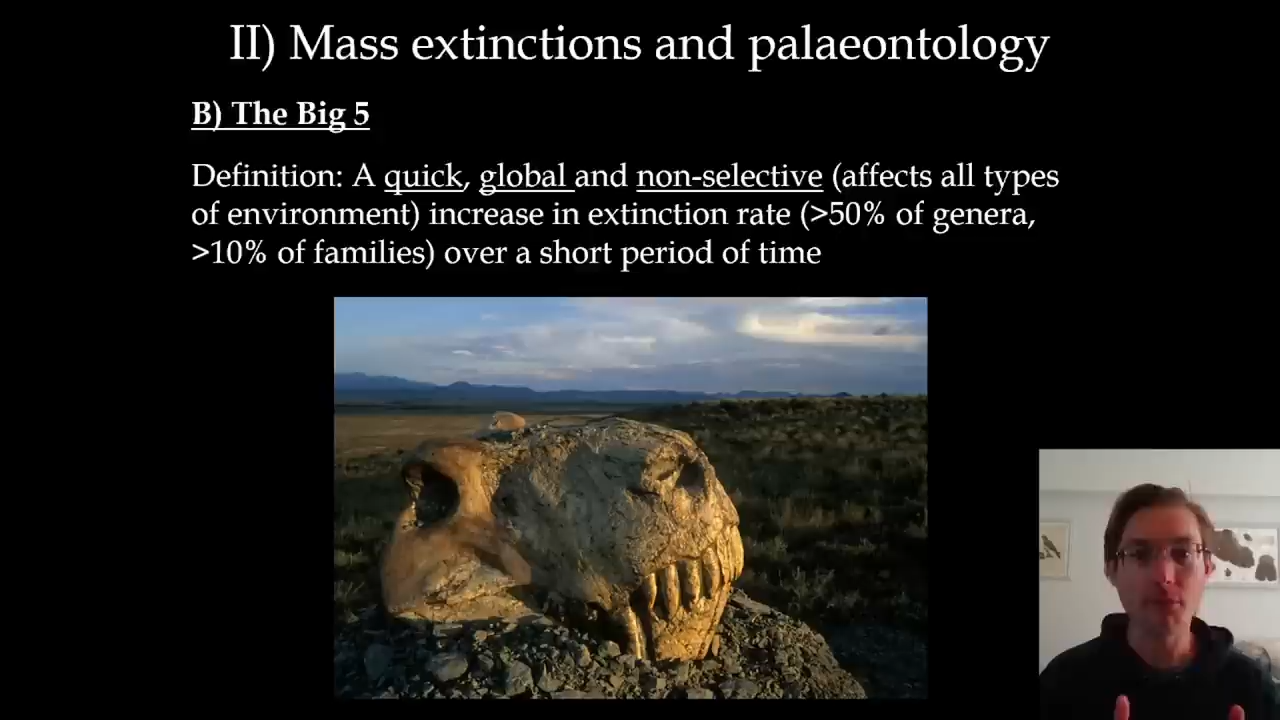 II) Mass extinctions and palaeontology
B) The Big 5
Definition: A quick, global and non-selective (affects all types
of environment) increase in extinction rate (>50% of genera,
>10% of families) over a short period of time